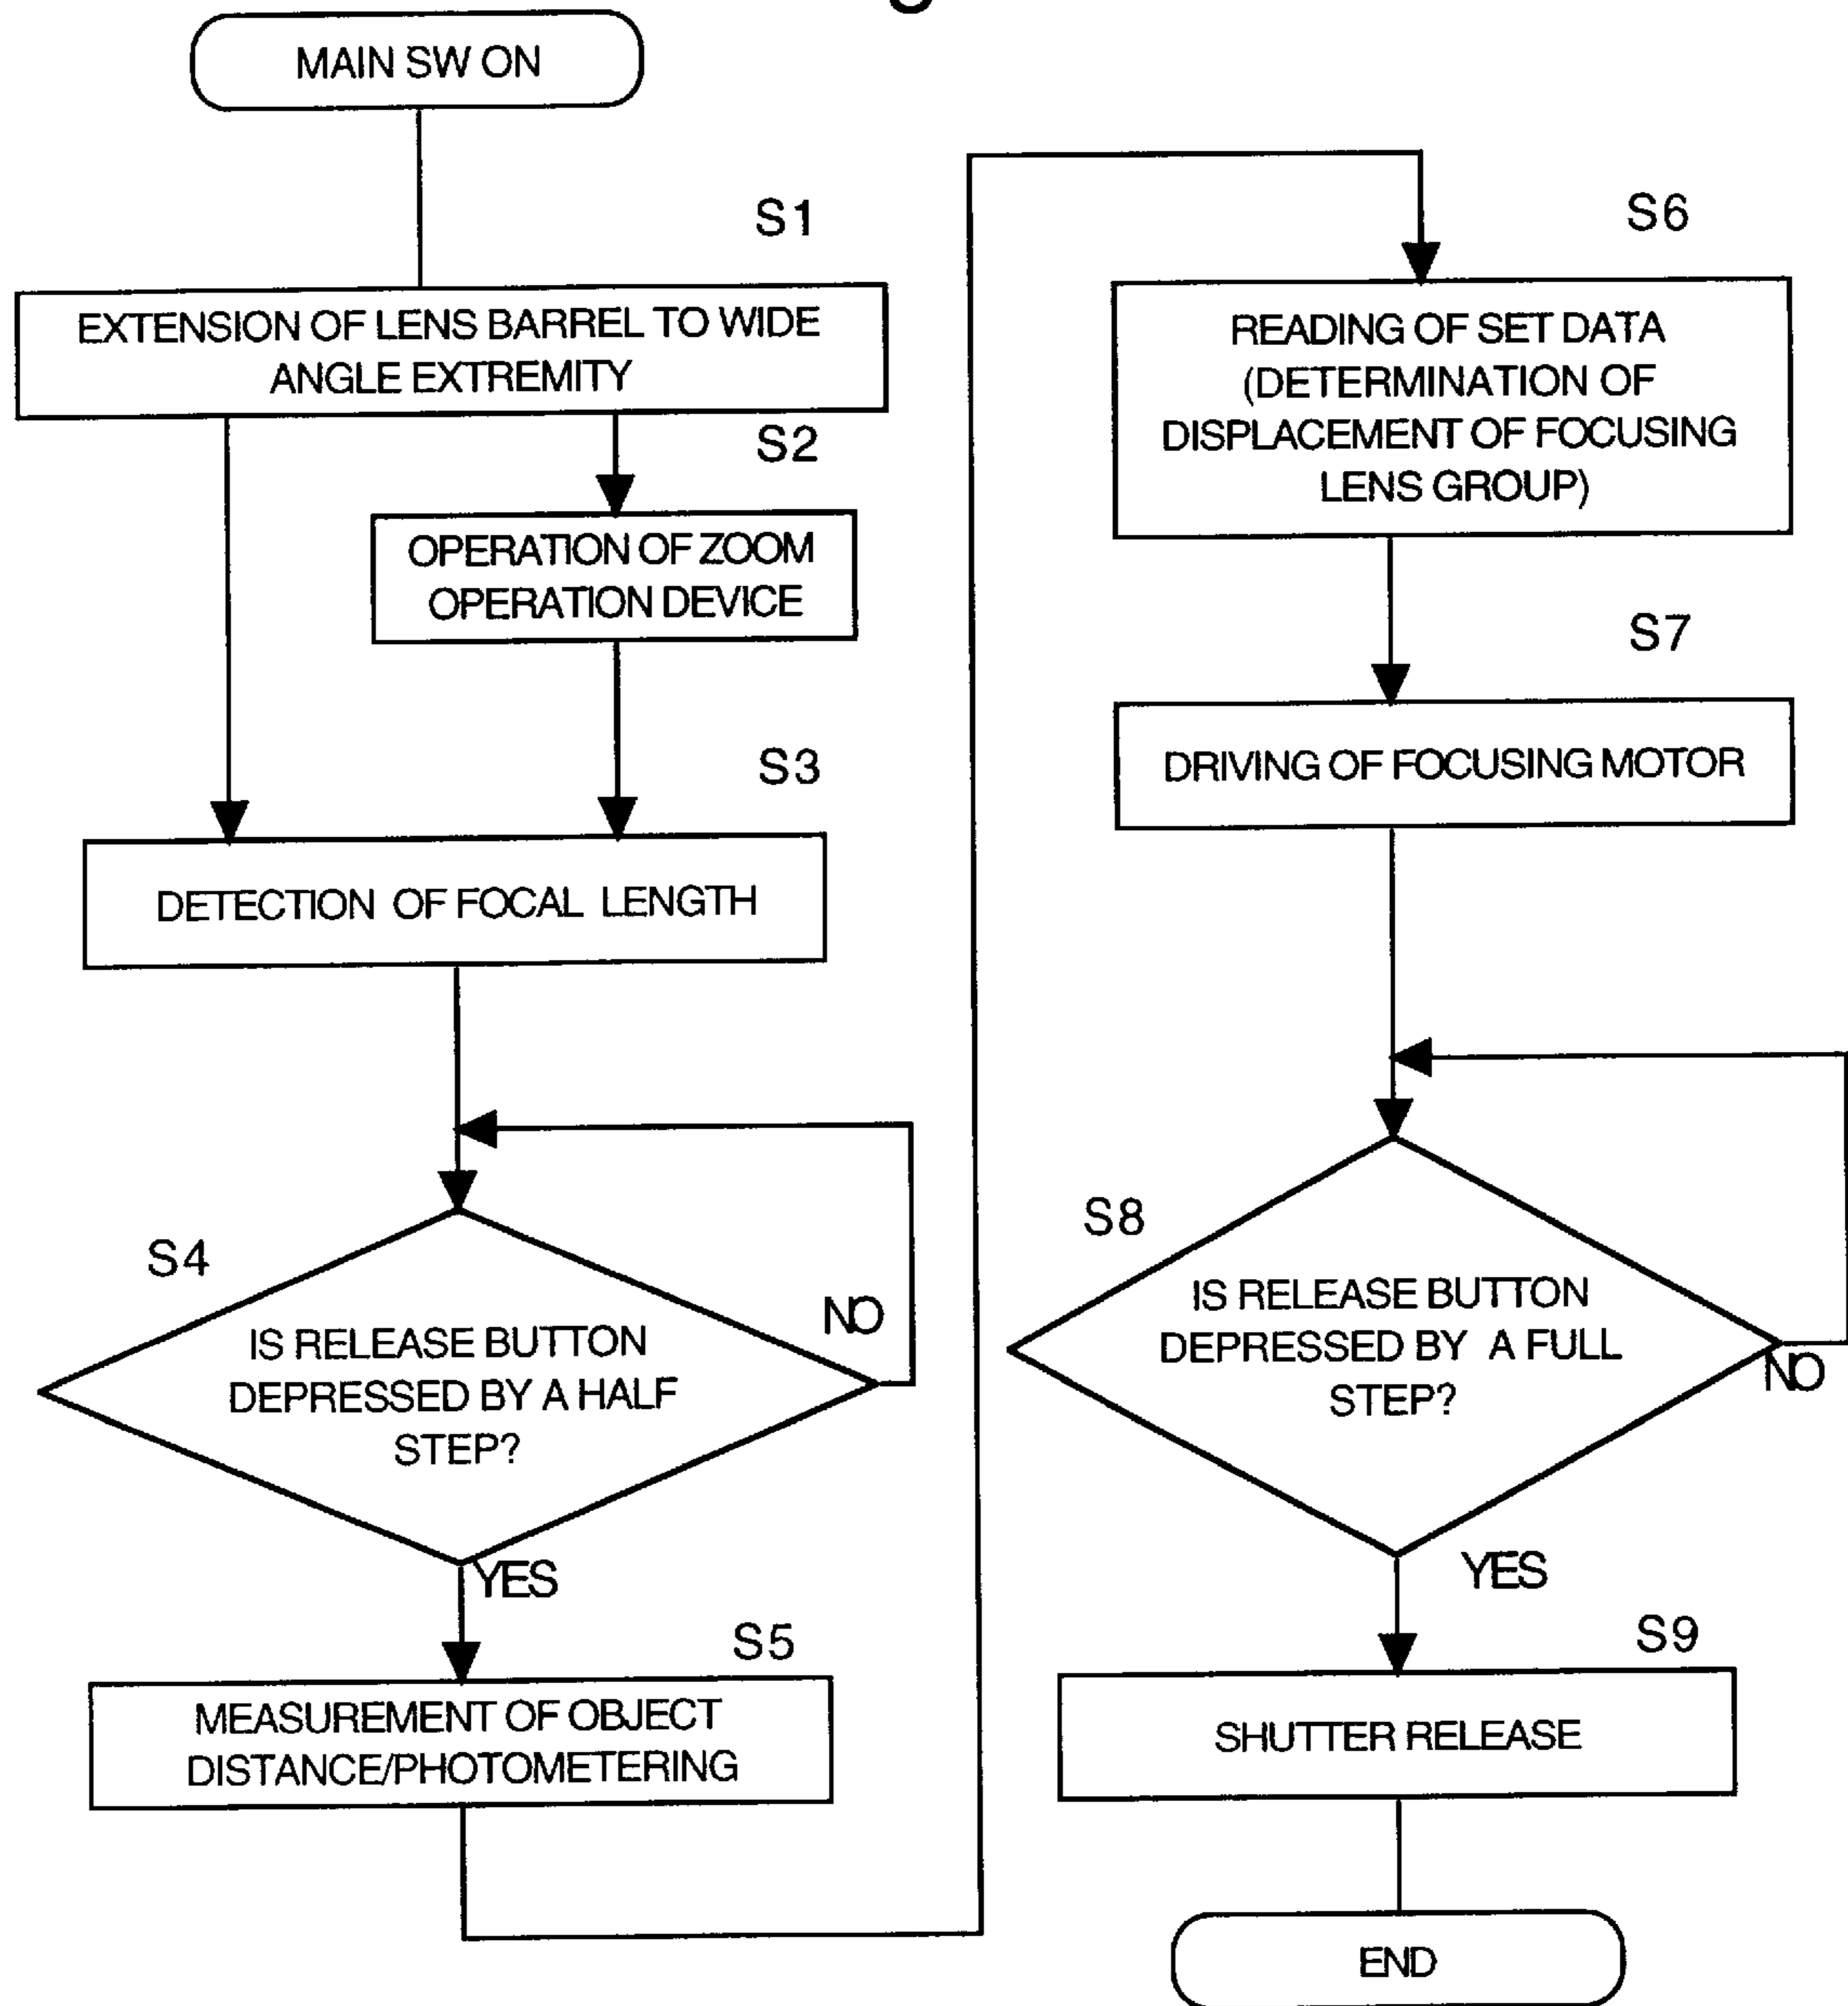 MAIN SW ON
S1
EXTENSION OF LENS BARREL TO WIDE
ANGLE EXTREMITY
S2
OPERATION OF ZOOM
OPERATION DEVICE
S3
DETECTION OF FOCAL LENGTH
S4
IS RELEASE BUTTON
DEPRESSED BY A HALF
STEP?
NO
YES
S5
MEASUREMENT OF OBJECT
DISTANCE/PHOTOMETERING
S6
READING OF SET DATA
(DETERMINATION OF
DISPLACEMENT OF FOCUSING
LENS GROUP)
S7
DRIVING OF FOCUSING MOTOR
S8
IS RELEASE BUTTON
DEPRESSED BY A FULL
STEP?
NO
YES
S9
SHUTTER RELEASE
END